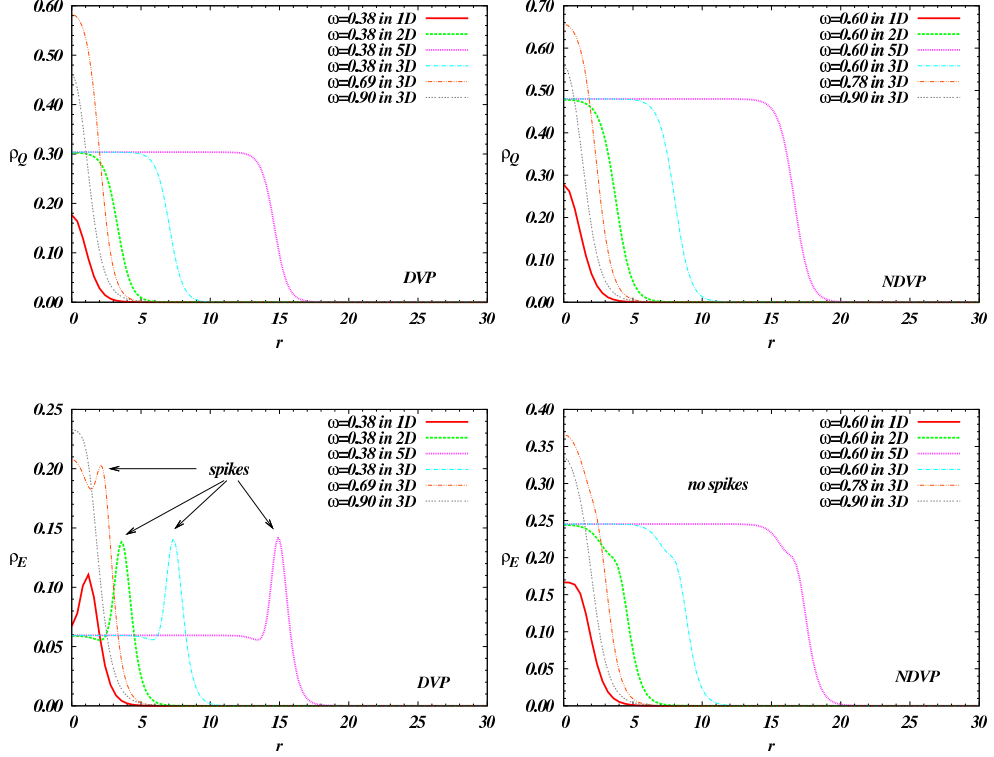 0.60
0.50
0.40
0.30
0.20
0.10
0.00
ρQ
0 5 10 15 20 25 30
r
ω=0.38 in 1D
ω=0.38 in 2D
ω=0.38 in 5D
ω=0.38 in 3D
ω=0.69 in 3D
ω=0.90 in 3D
DVP
0.70
0.60
0.50
0.40
0.30
0.20
0.10
0.00
ρQ
0 5 10 15 20 25 30
r
ω=0.60 in 1D
ω=0.60 in 2D
ω=0.60 in 5D
ω=0.60 in 3D
ω=0.78 in 3D
ω=0.90 in 3D
NDVP
0.25
0.20
0.15
0.10
0.05
0.00
ρE
0 5 10 15 20 25 30
r
ω=0.38 in 1D
ω=0.38 in 2D
ω=0.38 in 5D
ω=0.38 in 3D
ω=0.69 in 3D
ω=0.90 in 3D
spikes
DVP
0.40
0.35
0.30
0.25
0.20
0.15
0.10
0.05
0.00
ρE
0 5 10 15 20 25 30
r
ω=0.60 in 1D
ω=0.60 in 2D
ω=0.60 in 5D
ω=0.60 in 3D
ω=0.78 in 3D
ω=0.90 in 3D
no spikes
NDVP